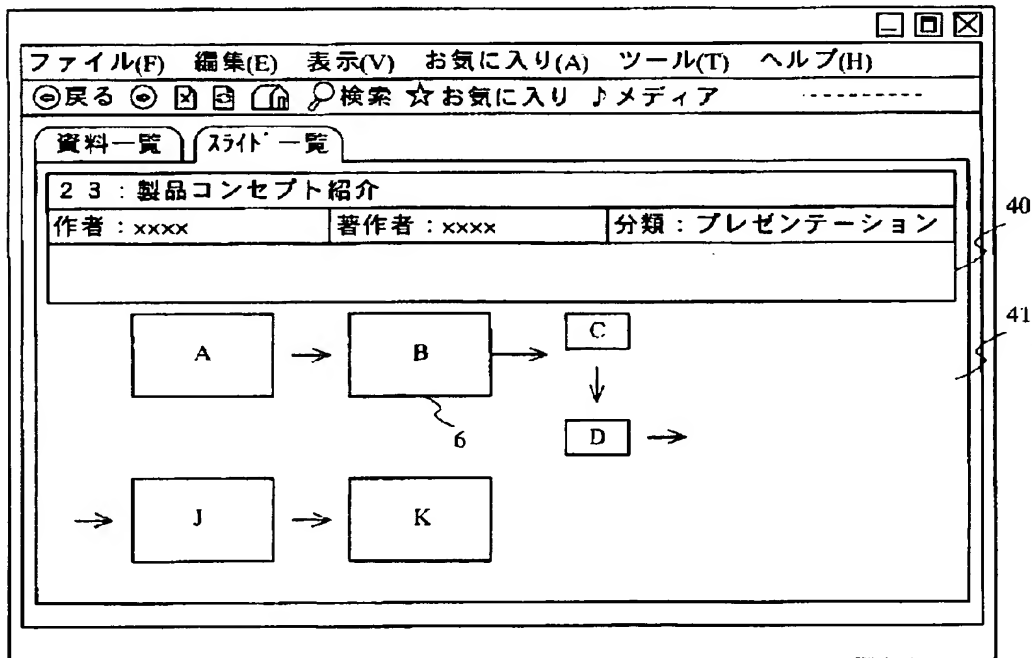 ファイル(F) 編集(E) 表示(V) お気に入り(A) ツール(T) ヘルプ(H)
戻る 検索 お気に入り メディア
資料一覧 スライド一覧
23:製品コンセプト紹介
作者:xxxx 著作者:xxxx 分類:プレゼンテーション
40
41
A B C
6
D
J K